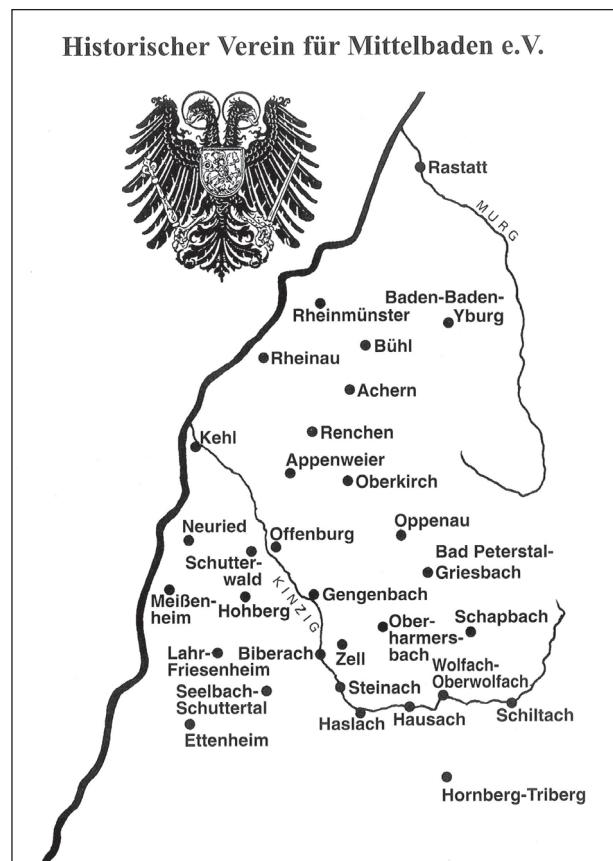 Historischer Verein für Mittelbaden e.V.
Rastatt
MURG
Baden-Baden-
Yburg
Rheinmünster
Bühl
Rheinau
Achern
Kehl
Renchen
Appenweier
Oberkirch
Neuried
Offenburg
Oppenau
Schutter-
wald
Bad Peterstal-
Griesbach
KINZIG
Meißen-
heim
Hohberg
Gengenbach
Ober-
harmers-
bach
Schapbach
Lahr-
Friesenheim
Biberach
Zell
Wolfach-
Oberwolfach
Seelbach-
Schuttertal
Steinach
Haslach
Hausach
Schiltach
Ettenheim
Hornberg-Triberg